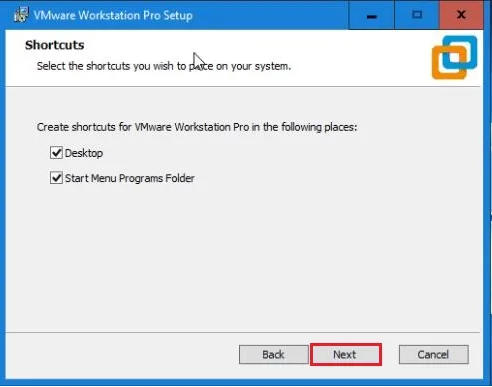 VMware Workstation Pro Setup
Shortcuts
Select the shortcuts you wish to place on your system.
Create shortcuts for VMware Workstation Pro in the following places:
Desktop
Start Menu Programs Folder
Back
Next
Cancel